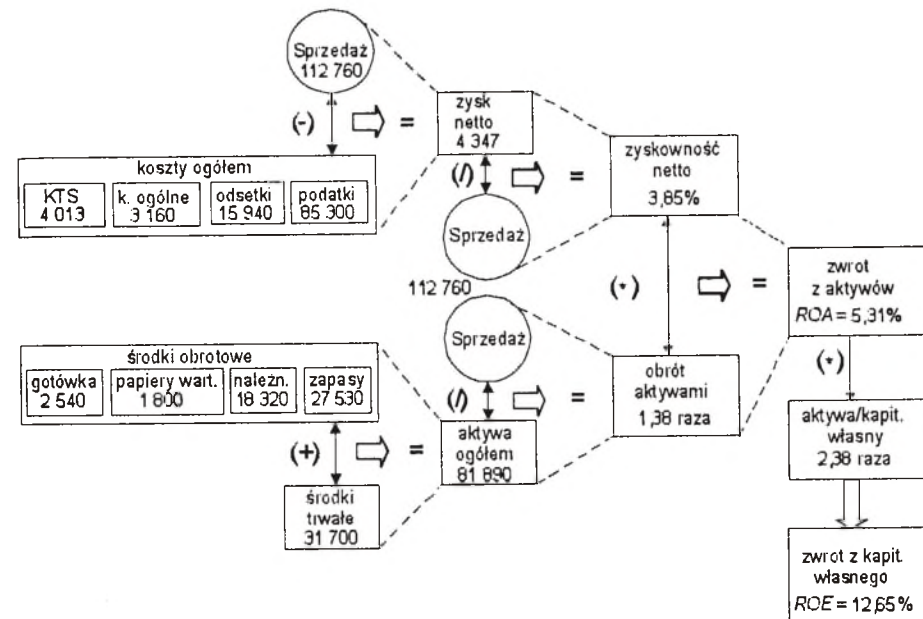 Sprzedaż
112 760
(-)
=
koszty ogółem
KTS
4 013
k. ogólne
3 160
odsetki
15 940
podatki
85 300
zysk
netto
4 347
(/)
=
Sprzedaż
112 760
zyskowność
netto
3,85%
(*)
=
Sprzedaż
(/)
=
środki obrotowe
gotówka
2 540
papiery wart.
1 800
należn.
18 320
zapasy
27 530
(+)
=
środki
trwałe
31 700
aktywa
ogółem
81 890
obrót
aktywami
1,38 raza
zwrot
z aktywów
ROA = 5,31%
(*)
aktywa/kapit.
własny
2,38 raza
zwrot z kapit.
własnego
ROE = 12,65%